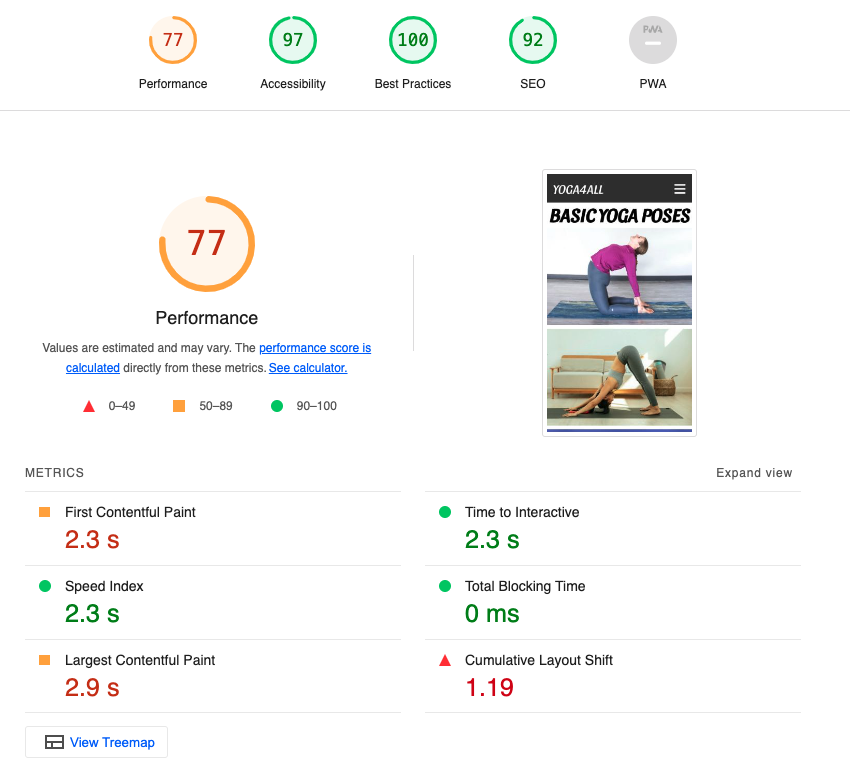 77
97
100
92
PWA
Performance
Accessibility
Best Practices
SEO
PWA
77
Performance
Values are estimated and may vary. The performance score is
calculated directly from these metrics. See calculator.
0–49
50–89
90–100
YOGA4ALL
BASIC YOGA POSES
METRICS
Expand view
First Contentful Paint
2.3 s
Time to Interactive
2.3 s
Speed Index
2.3 s
Total Blocking Time
0 ms
Largest Contentful Paint
2.9 s
Cumulative Layout Shift
1.19
View Treemap